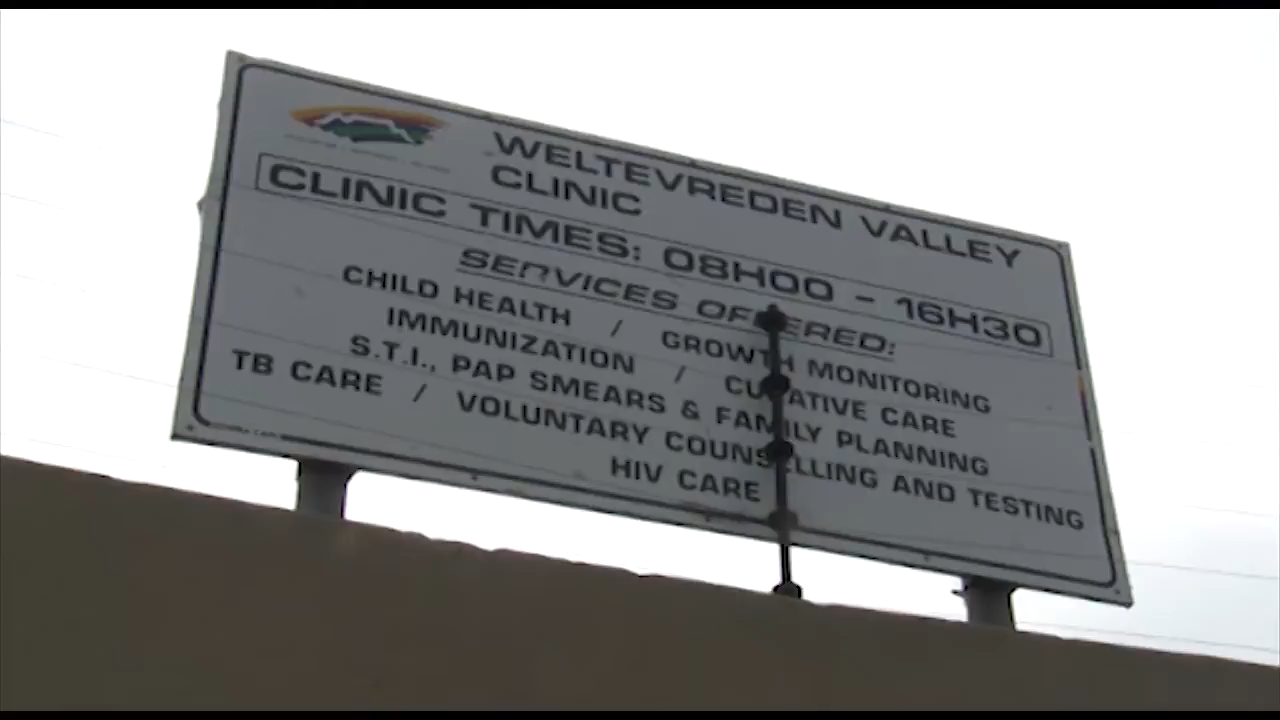 WELTEVREDEN VALLEY
CLINIC
CLINIC TIMES: 08H00 - 16H30
SERVICES OFFERED:
CHILD HEALTH / GROWTH MONITORING
IMMUNIZATION / CURATIVE CARE
S.T.I., PAP SMEARS & FAMILY PLANNING
TB CARE / VOLUNTARY COUNSELLING AND TESTING
HIV CARE